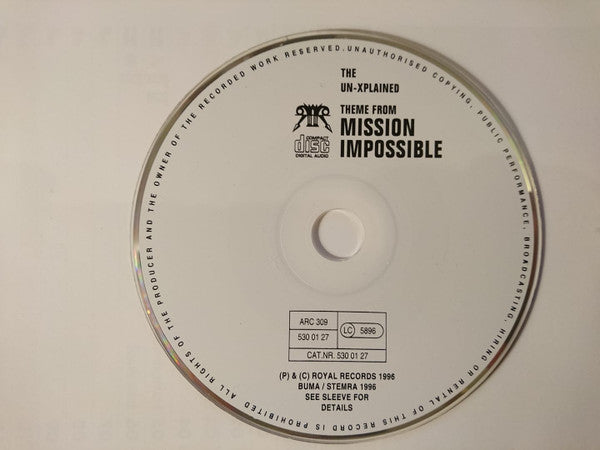 THE
UN-XPLAINED
THEME FROM
MISSION
IMPOSSIBLE
COMPACT
disc
DIGITAL AUDIO
ARC 309
530 01 27
LC 5896
CAT.NR. 530 01 27
(P) & (C) ROYAL RECORDS 1996
BUMA / STEMRA 1996
SEE SLEEVE FOR
DETAILS
ALL RIGHTS OF THE PRODUCER AND THE OWNER OF THE RECORDED WORK RESERVED.UNAUTHORISED COPYING, PUBLIC PERFORMANCE, BROADCASTING, HIRING OR RENTAL OF THIS RECORD IS PROHIBITED